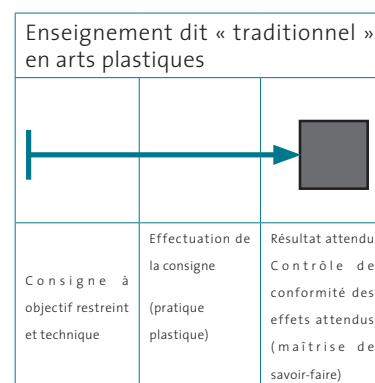 Enseignement dit « traditionnel »
en arts plastiques
Consigne à
objectif restreint
et technique
Effectuation de
la consigne
(pratique
plastique)
Résultat attendu
Contrôle de
conformité des
effets attendus
(maîtrise de
savoir-faire)